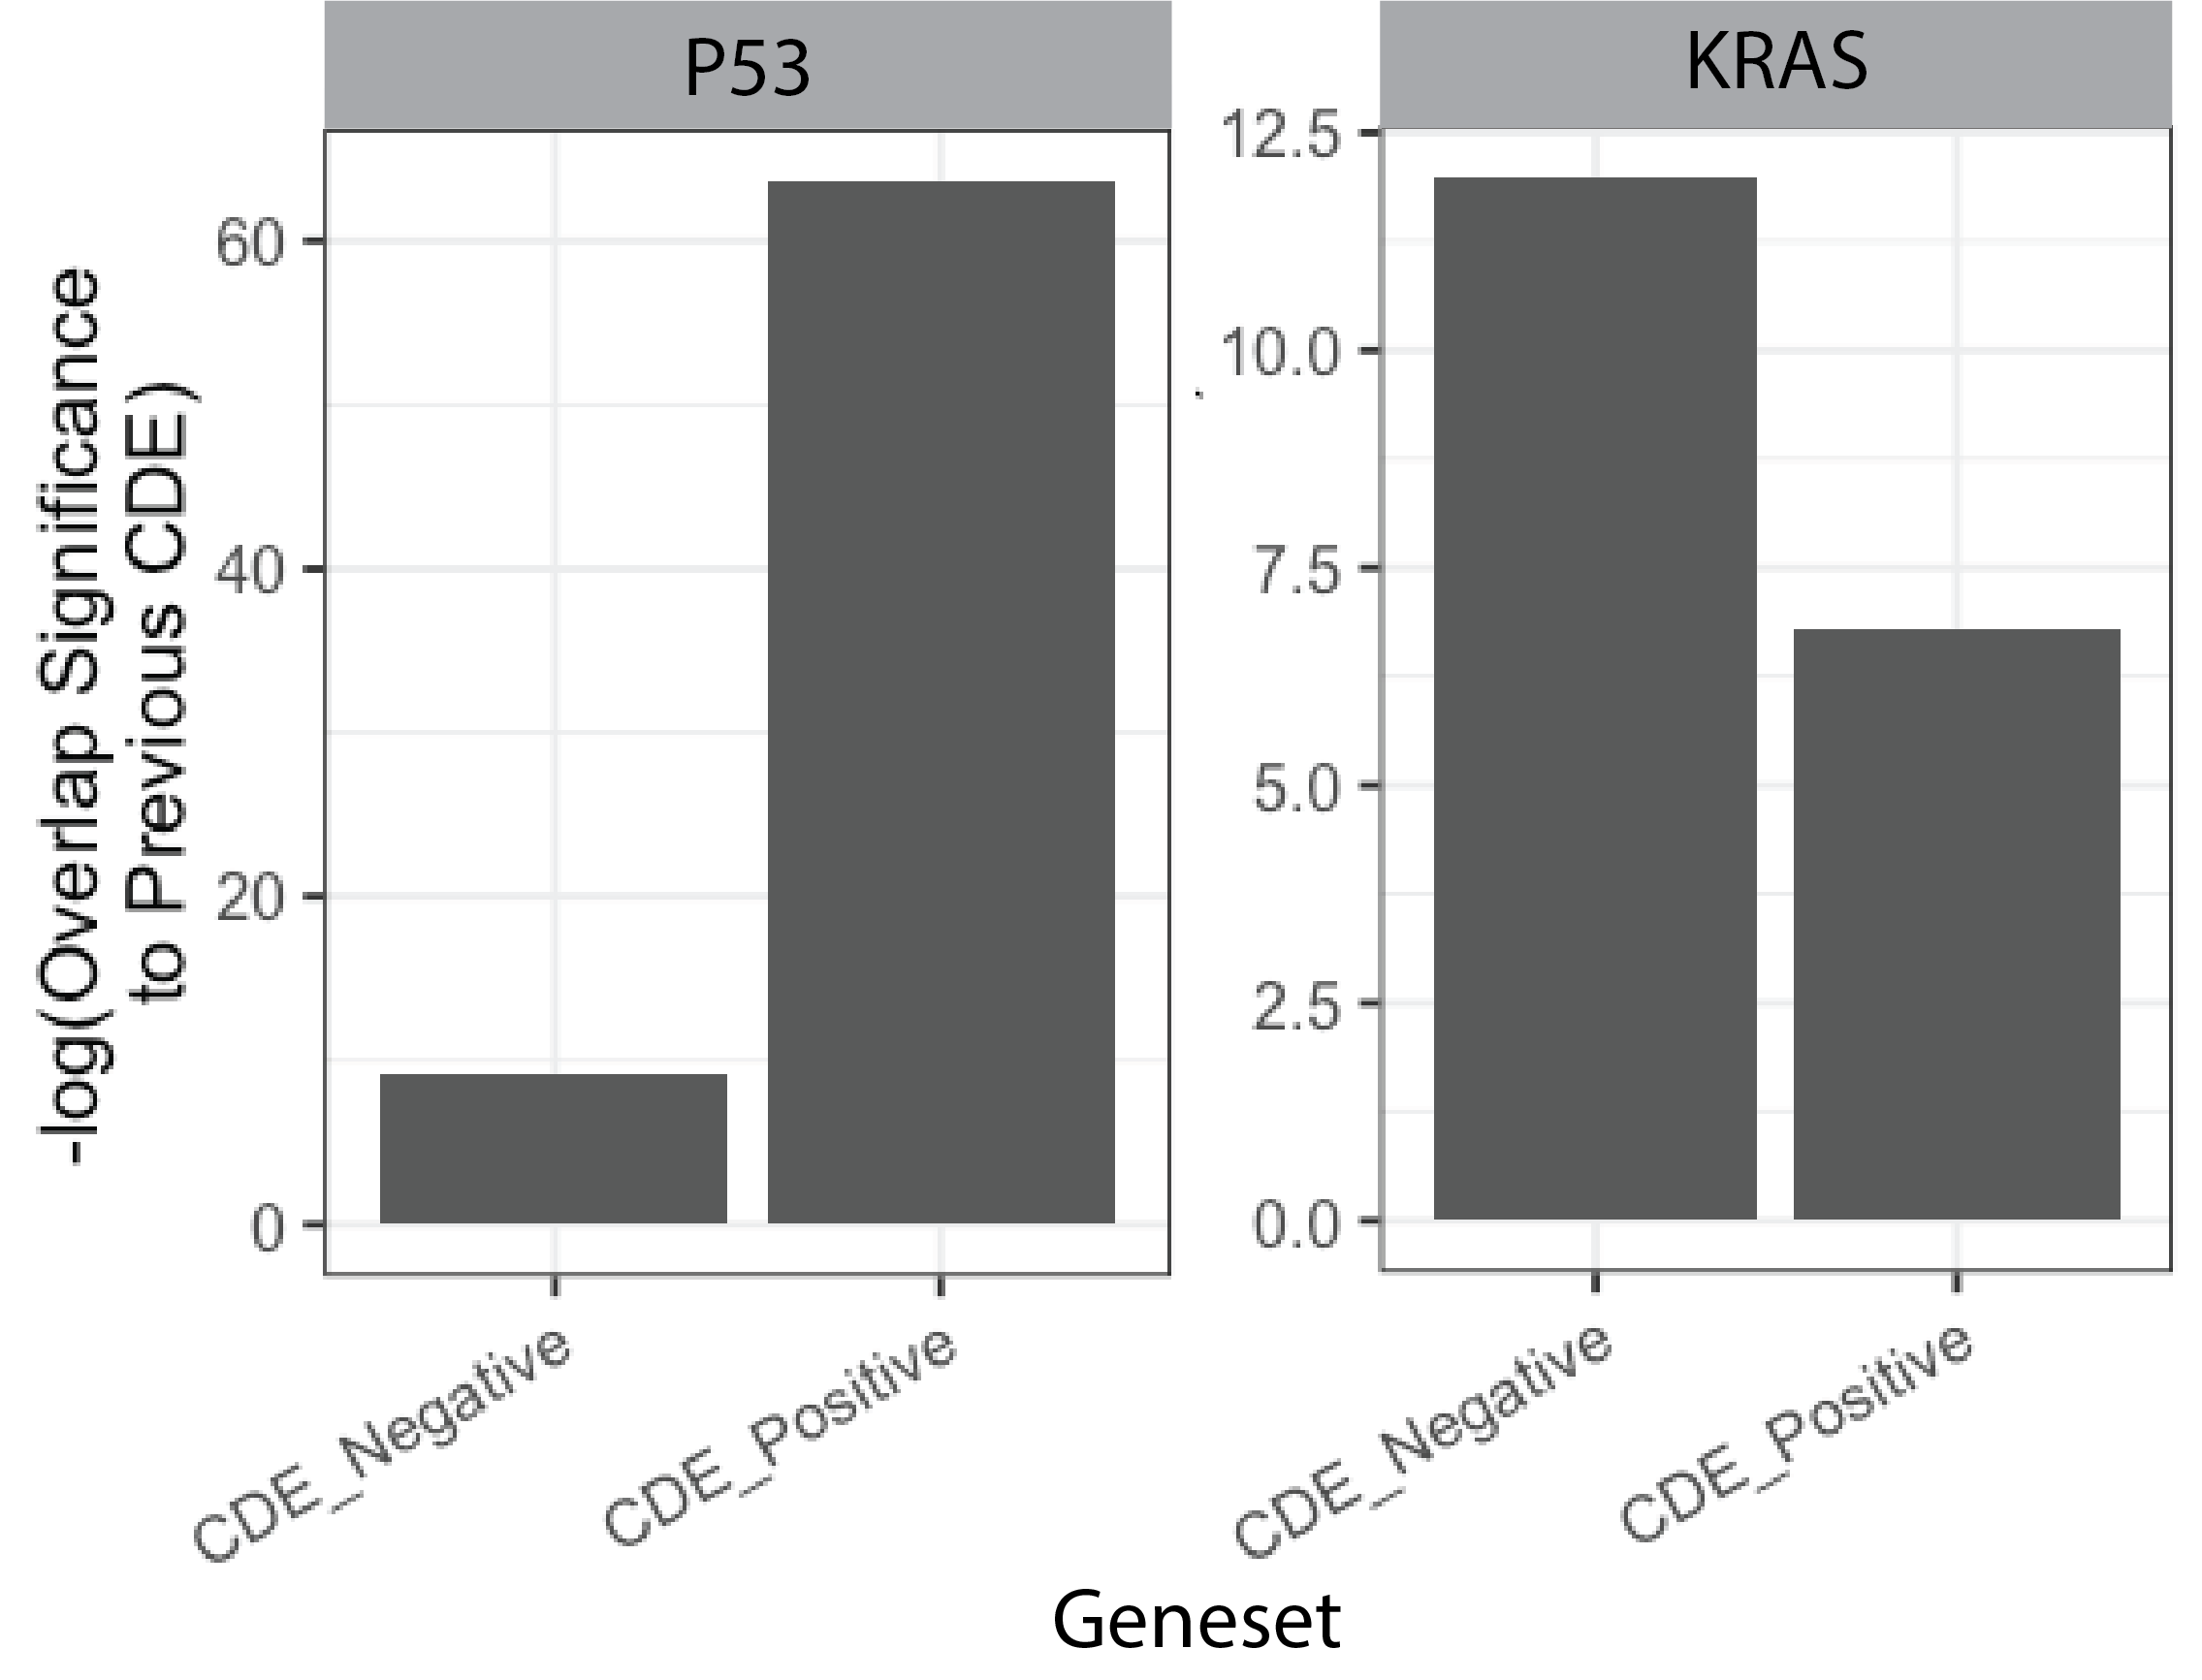 P53
KRAS
-log(Overlap Significance
to Previous CDE)
60
40
20
0
12.5
10.0
7.5
5.0
2.5
0.0
CDE_Negative
CDE_Positive
CDE_Negative
CDE_Positive
Geneset